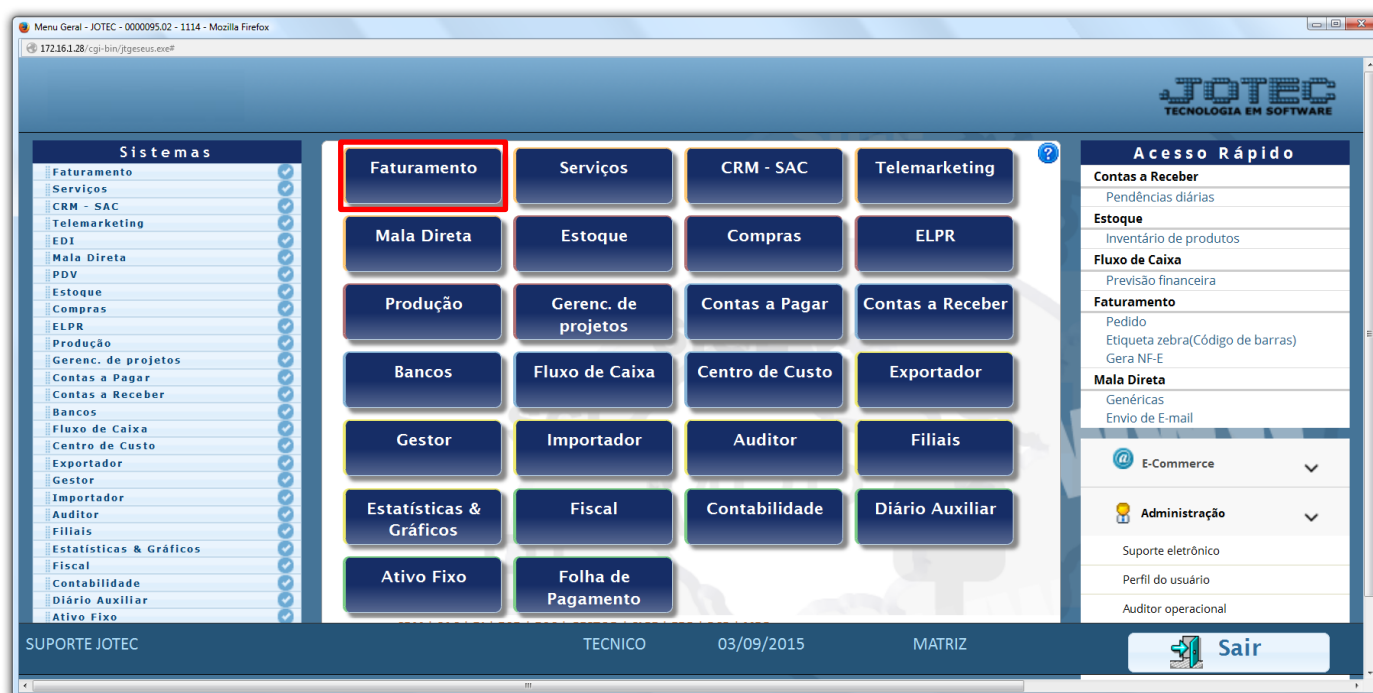 Menu Geral - JOTEC - 0000095.02 - 1114 - Mozilla Firefox
172.16.1.28/cgi-bin/jtgeseus.exe#
JOTEC
TECNOLOGIA EM SOFTWARE
Sistemas
Faturamento
Serviços
CRM - SAC
Telemarketing
EDI
Mala Direta
PDV
Estoque
Compras
ELPR
Produção
Gerenc. de projetos
Contas a Pagar
Contas a Receber
Bancos
Fluxo de Caixa
Centro de Custo
Exportador
Gestor
Importador
Auditor
Filiais
Estatísticas & Gráficos
Fiscal
Contabilidade
Diário Auxiliar
Ativo Fixo
Faturamento
Serviços
CRM - SAC
Telemarketing
Mala Direta
Estoque
Compras
ELPR
Produção
Gerenc. de
projetos
Contas a Pagar
Contas a Receber
Bancos
Fluxo de Caixa
Centro de Custo
Exportador
Gestor
Importador
Auditor
Filiais
Estatísticas &
Gráficos
Fiscal
Contabilidade
Diário Auxiliar
Ativo Fixo
Folha de
Pagamento
?
Acesso Rápido
Contas a Receber
Pendências diárias
Estoque
Inventário de produtos
Fluxo de Caixa
Previsão financeira
Faturamento
Pedido
Etiqueta zebra(Código de barras)
Gera NF-E
Mala Direta
Genéricas
Envio de E-mail
@ E-Commerce
Administração
Suporte eletrônico
Perfil do usuário
Auditor operacional
SUPORTE JOTEC
TECNICO
03/09/2015
MATRIZ
Sair